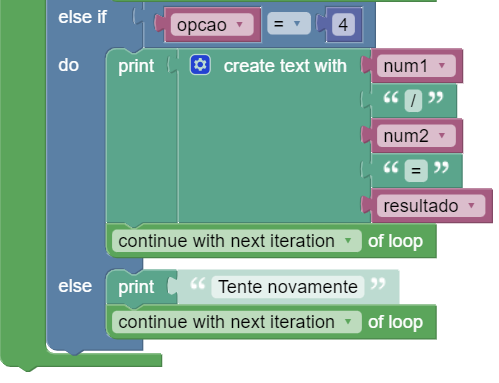 else if opcao = 4
do print create text with num1
“ / ”
num2
“ = ”
resultado
continue with next iteration of loop
else print “ Tente novamente ”
continue with next iteration of loop